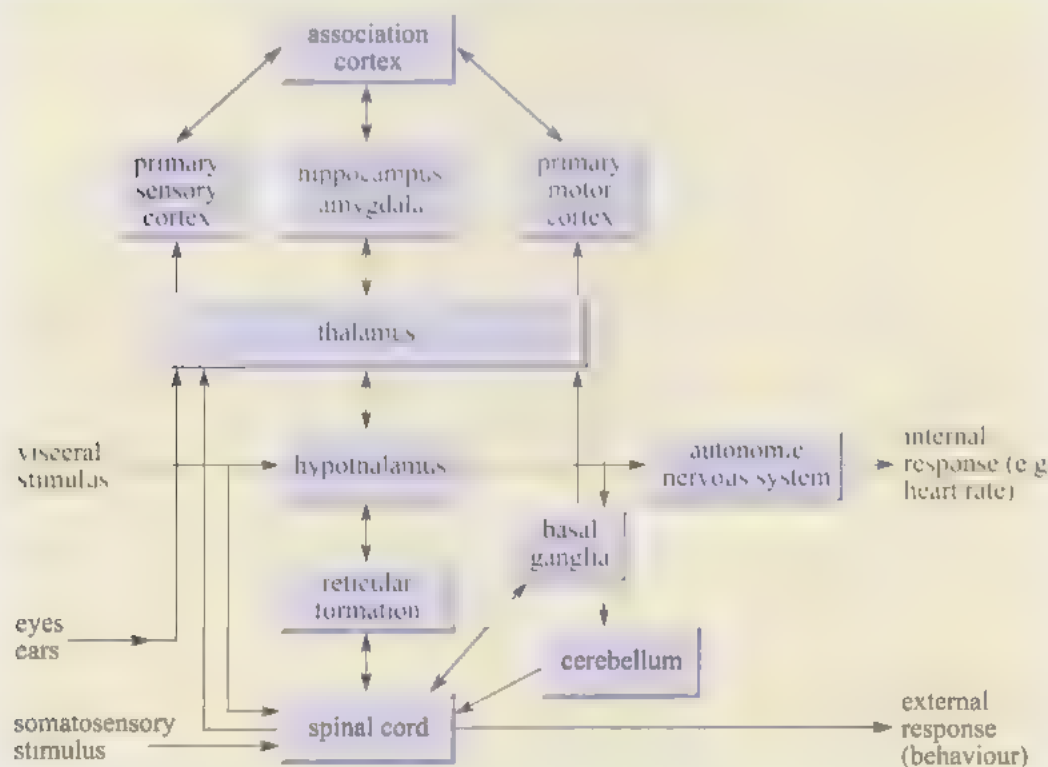 association
cortex
primary
sensory
cortex
hippocampus
amygdala
primary
motor
cortex
thalamus
visceral
stimulus
hypothalamus
autonomic
nervous system
internal
response (e.g
heart rate)
basal
ganglia
reticular
formation
eyes
ears
cerebellum
somatosensory
stimulus
spinal cord
external
response
(behaviour)